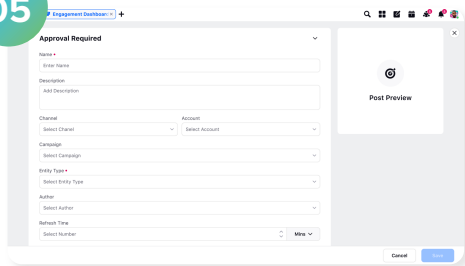 05
Engagement Dashboard × +
Approval Required
Name •
Enter Name
Description
Add Description
Channel
Account
Select Chanel
Select Account
Campaign
Select Campaign
Entity Type •
Select Entity Type
Author
Select Author
Refresh Time
Select Number
Mins
Post Preview
Cancel
Save